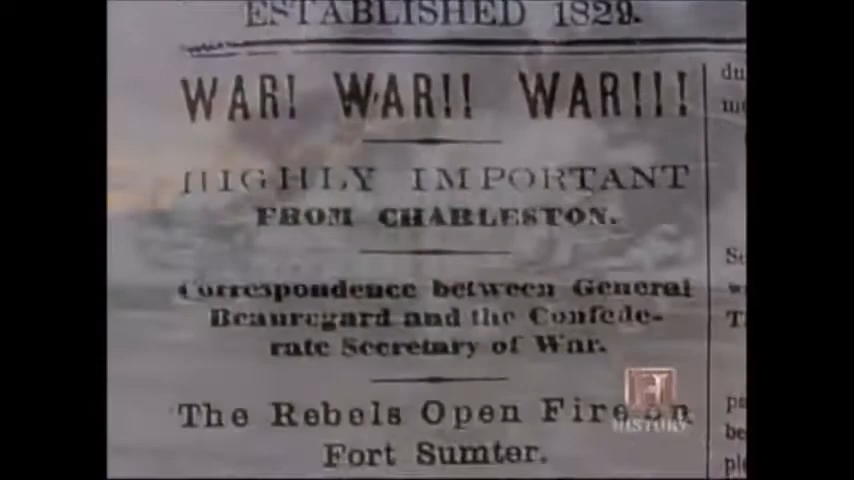 ESTABLISHED 1829.
WAR! WAR!! WAR!!!
HIGHLY IMPORTANT
FROM CHARLESTON.
Correspondence between General
Beauregard and the Confede-
rate Secretary of War.
The Rebels Open Fire on
Fort Sumter.
H
HISTORY